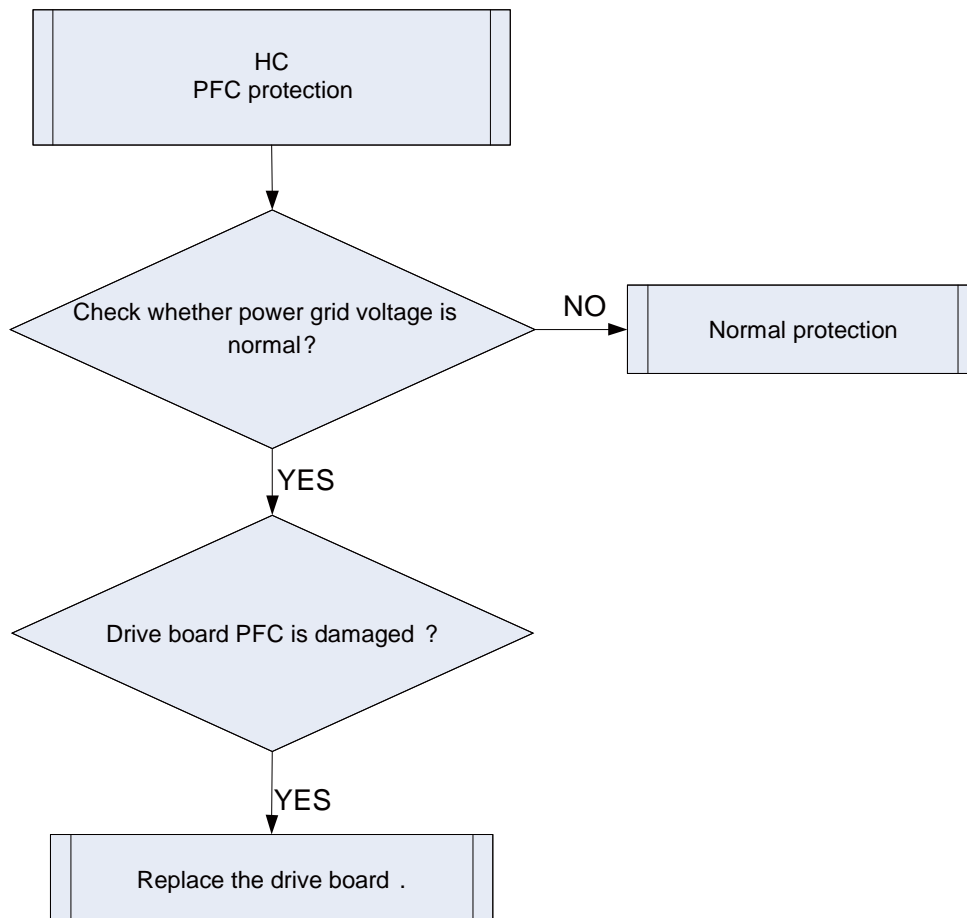 HC
PFC protection
Check whether power grid voltage is
normal?
NO
Normal protection
YES
Drive board PFC is damaged ?
YES
Replace the drive board .